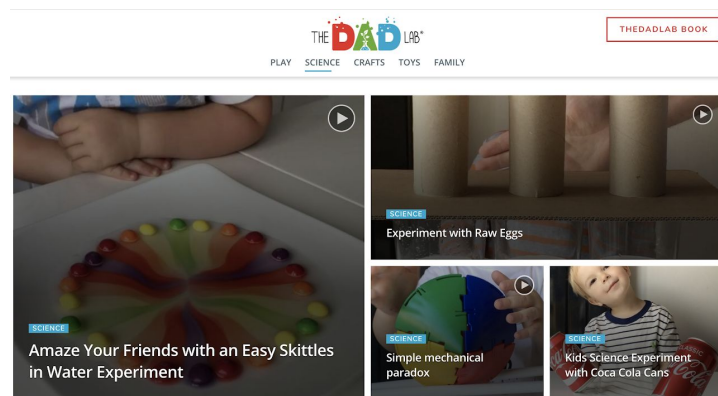 THE DAD LAB®
THEDADLAB BOOK
PLAY SCIENCE CRAFTS TOYS FAMILY
SCIENCE
Amaze Your Friends with an Easy Skittles
in Water Experiment
SCIENCE
Experiment with Raw Eggs
SCIENCE
Simple mechanical
paradox
SCIENCE
Kids Science Experiment
with Coca Cola Cans
CLASSIC